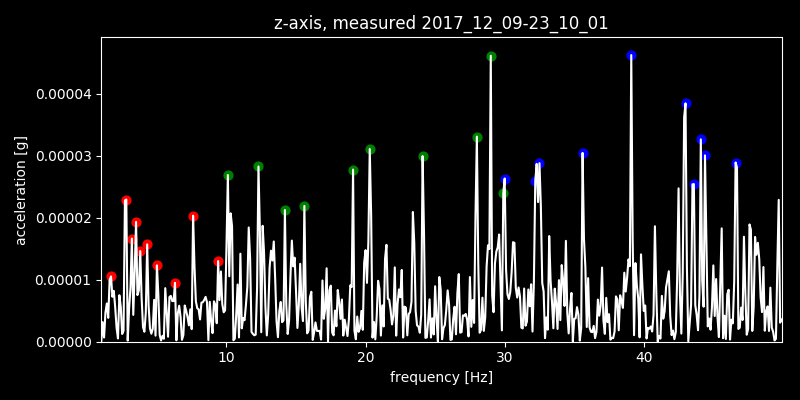 z-axis, measured 2017_12_09-23_10_01
acceleration [g]
0.00004
0.00003
0.00002
0.00001
0.00000
10 20 30 40
frequency [Hz]